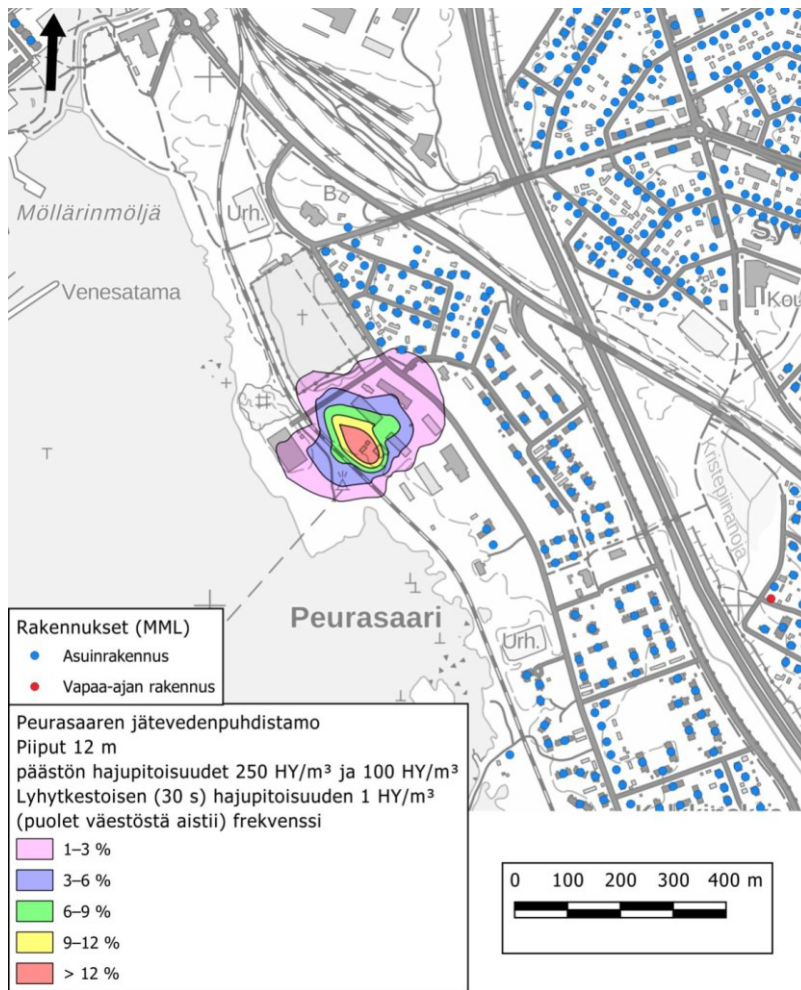 Möllärinmöljä
Urh.
B
Venesatama
Kristepiinanoja
Peurasaari
Urh.
Rakennukset (MML)
Asuinrakennus
Vapaa-ajan rakennus
Peurasaaren jätevedenpuhdistamo
Piiput 12 m
päästön hajupitoisuudet 250 HY/m³ ja 100 HY/m³
Lyhytkestoisen (30 s) hajupitoisuuden 1 HY/m³
(puolet väestöstä aistii) frekvenssi
1–3 %
3–6 %
6–9 %
9–12 %
> 12 %
0 100 200 300 400 m